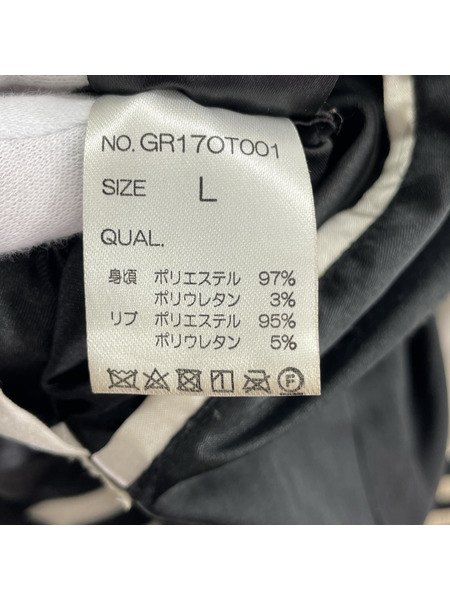 NO. GR17OT001
SIZE L
QUAL.
身頃 ポリエステル 97%
ポリウレタン 3%
リブ ポリエステル 95%
ポリウレタン 5%
F